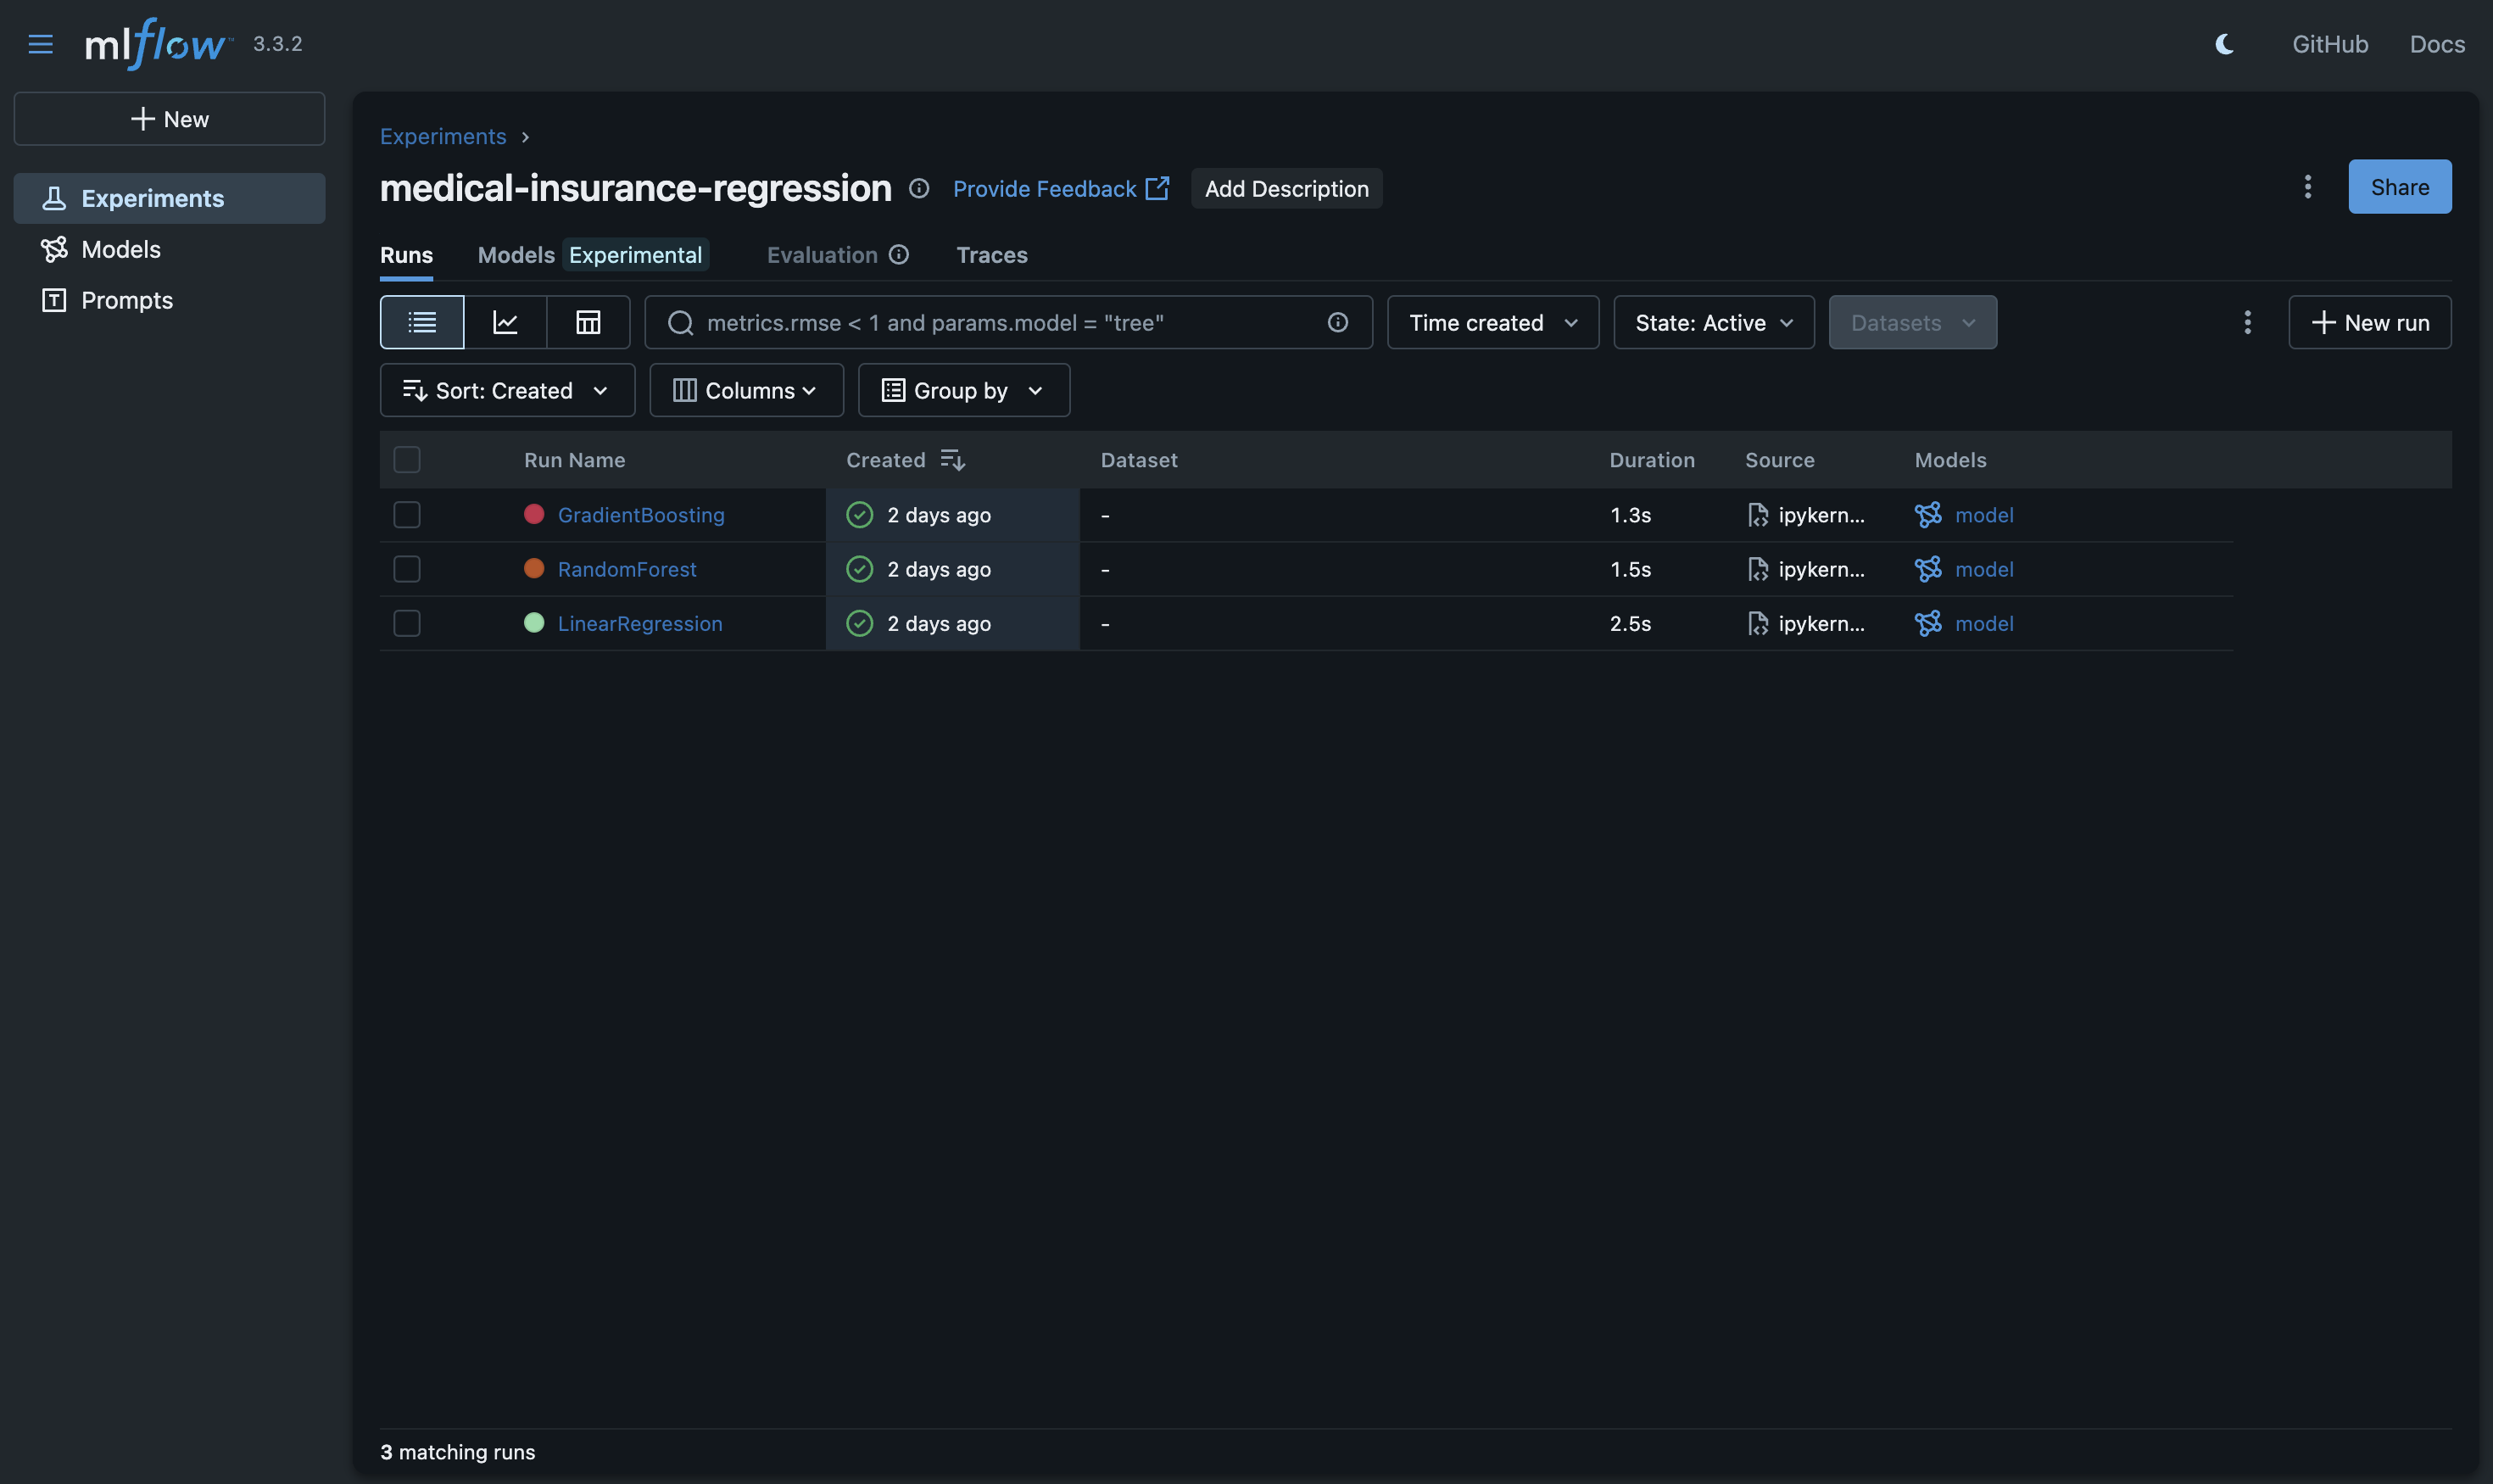 mlflow™ 3.3.2
GitHub Docs
New
Experiments
Models
Prompts
Experiments
medical-insurance-regression Provide Feedback Add Description
Share
Runs Models Experimental Evaluation Traces
metrics.rmse < 1 and params.model = "tree" Time created State: Active Datasets New run
Sort: Created Columns Group by
Run Name Created Dataset Duration Source Models
GradientBoosting 2 days ago - 1.3s ipykern... model
RandomForest 2 days ago - 1.5s ipykern... model
LinearRegression 2 days ago - 2.5s ipykern... model
3 matching runs